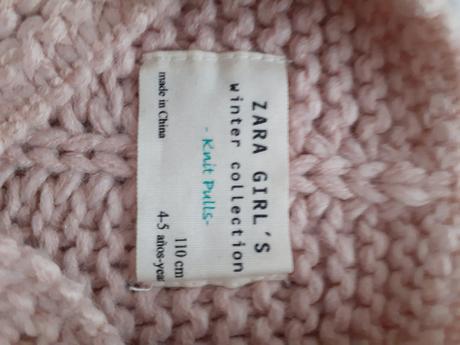 ZARA GIRL'S
winter collection
- Knit Pulls-
110 cm
4-5 años-year
made in China